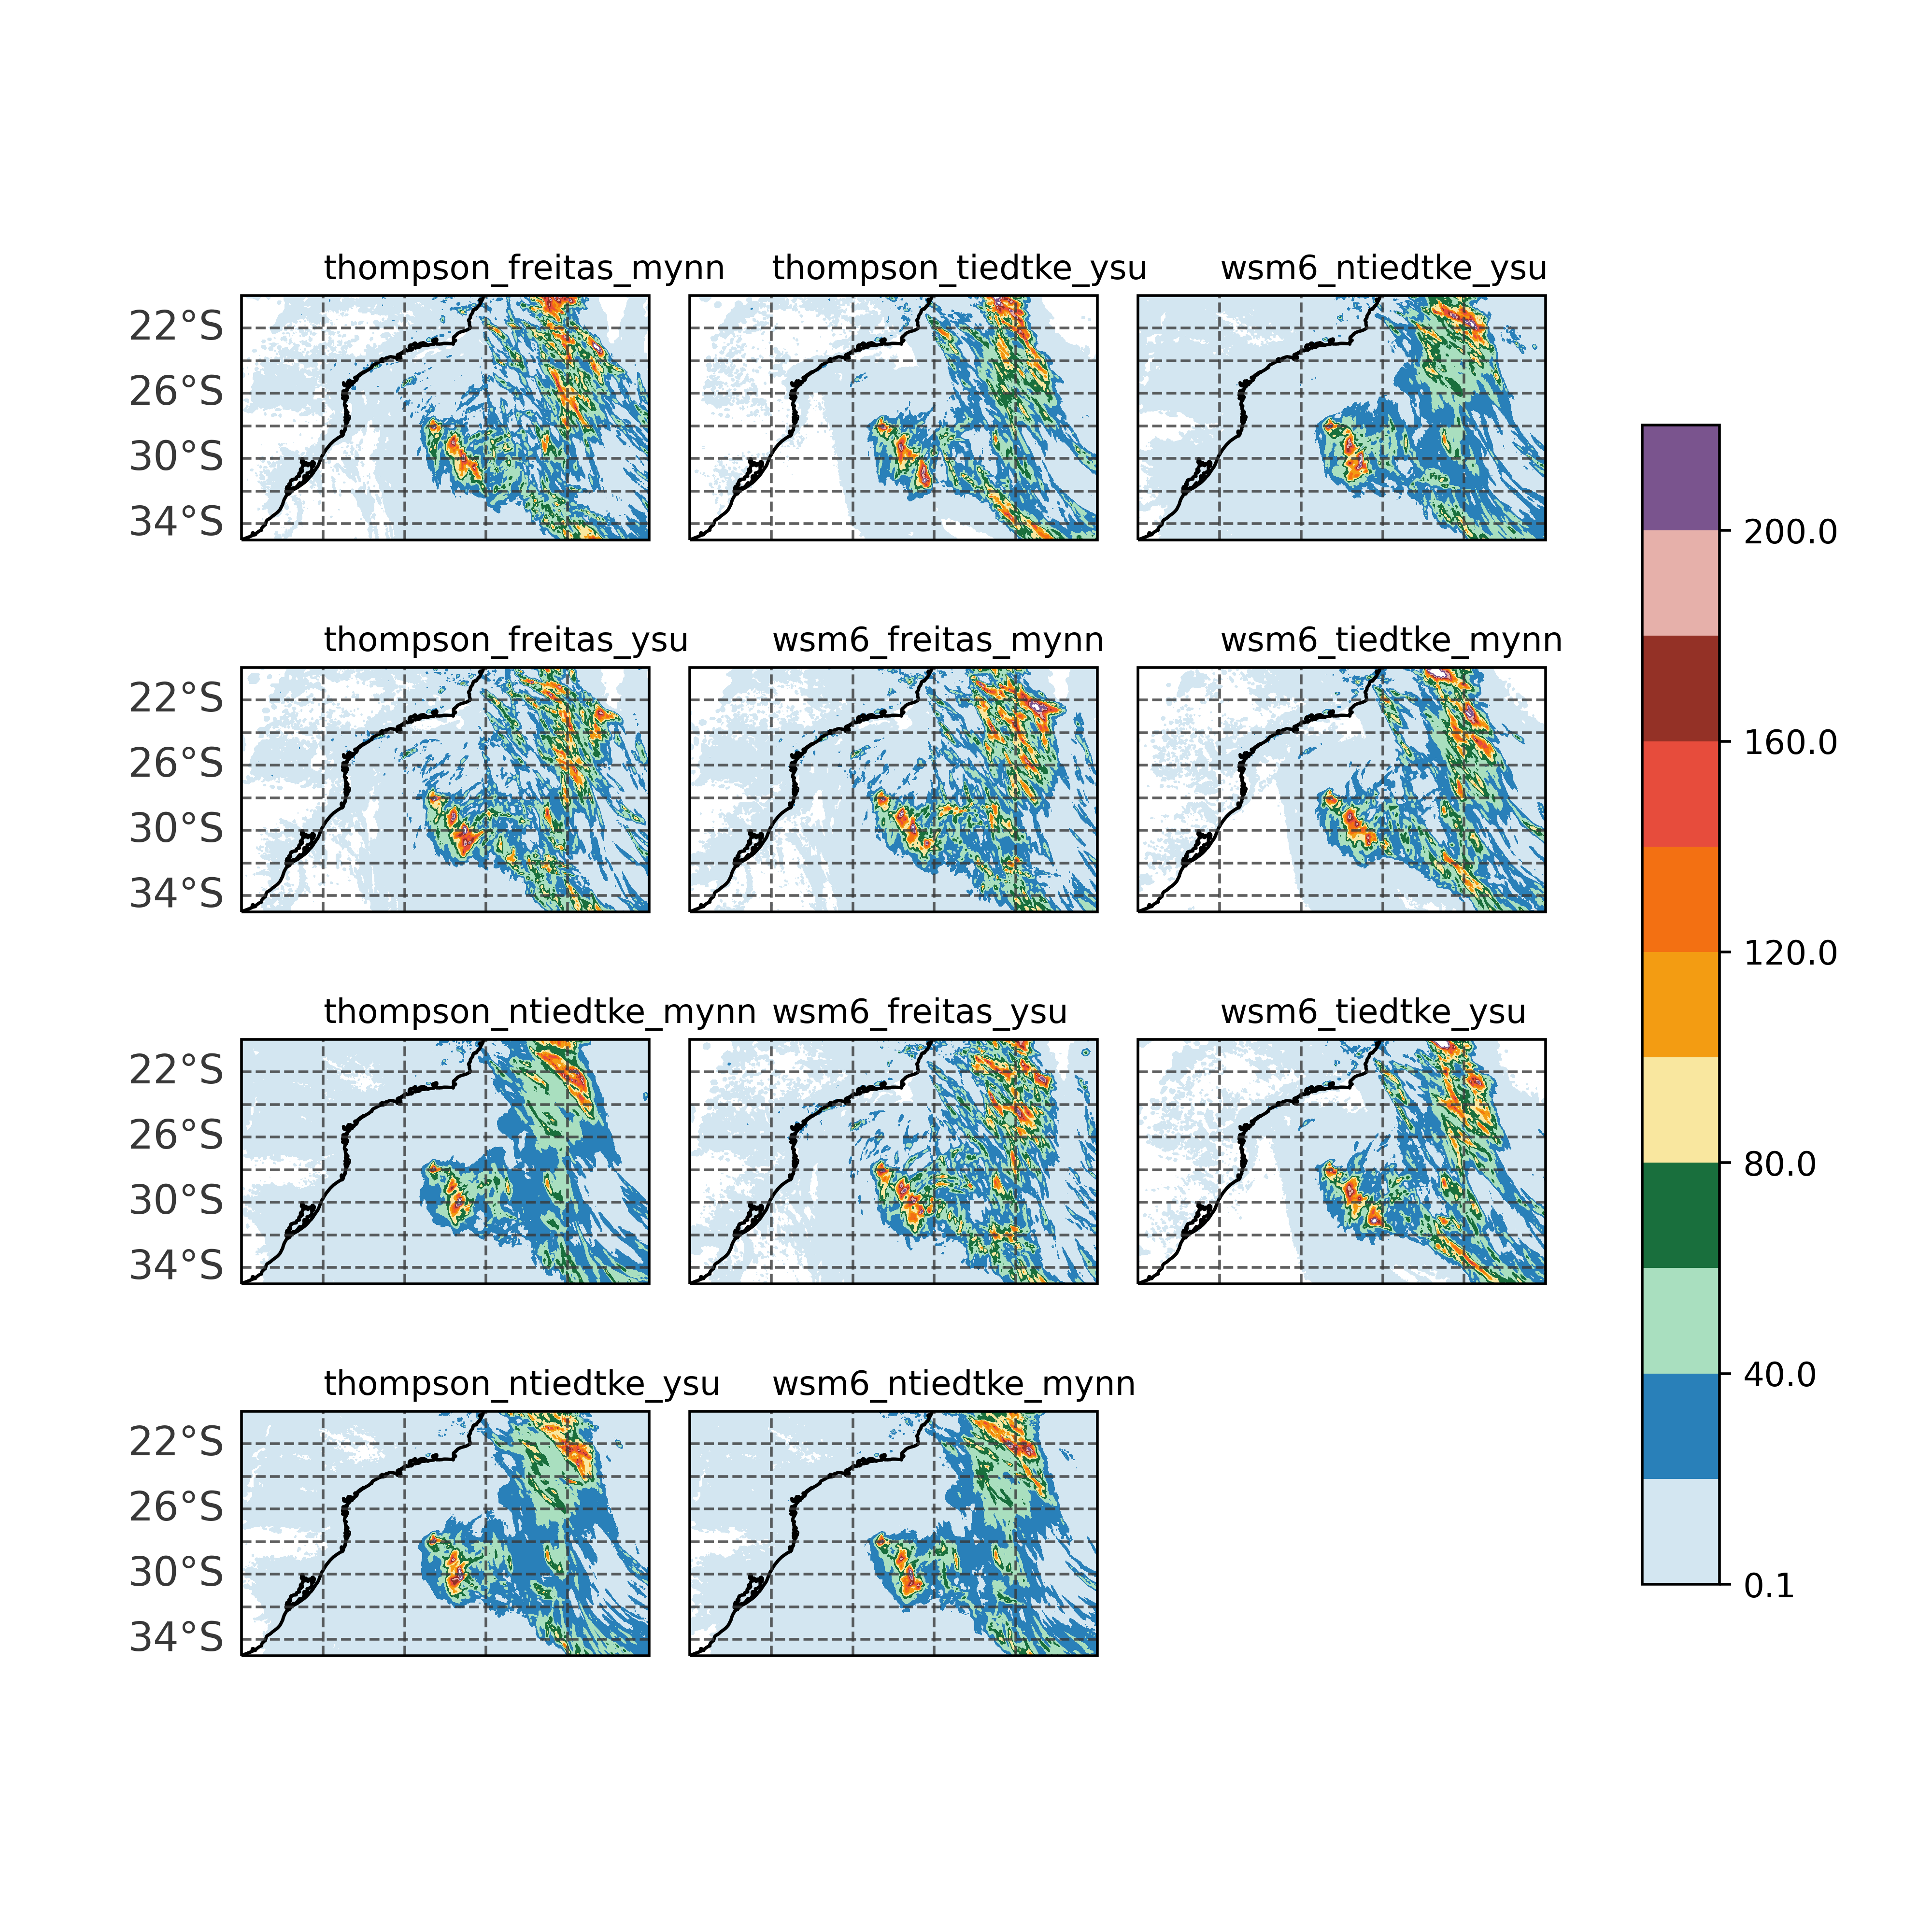 thompson_freitas_mynn thompson_tiedtke_ysu wsm6_ntiedtke_ysu
22°S
26°S
30°S
34°S
thompson_freitas_ysu wsm6_freitas_mynn wsm6_tiedtke_mynn
22°S
26°S
30°S
34°S
thompson_ntiedtke_mynn wsm6_freitas_ysu wsm6_tiedtke_ysu
22°S
26°S
30°S
34°S
thompson_ntiedtke_ysu wsm6_ntiedtke_mynn
22°S
26°S
30°S
34°S
200.0
160.0
120.0
80.0
40.0
0.1